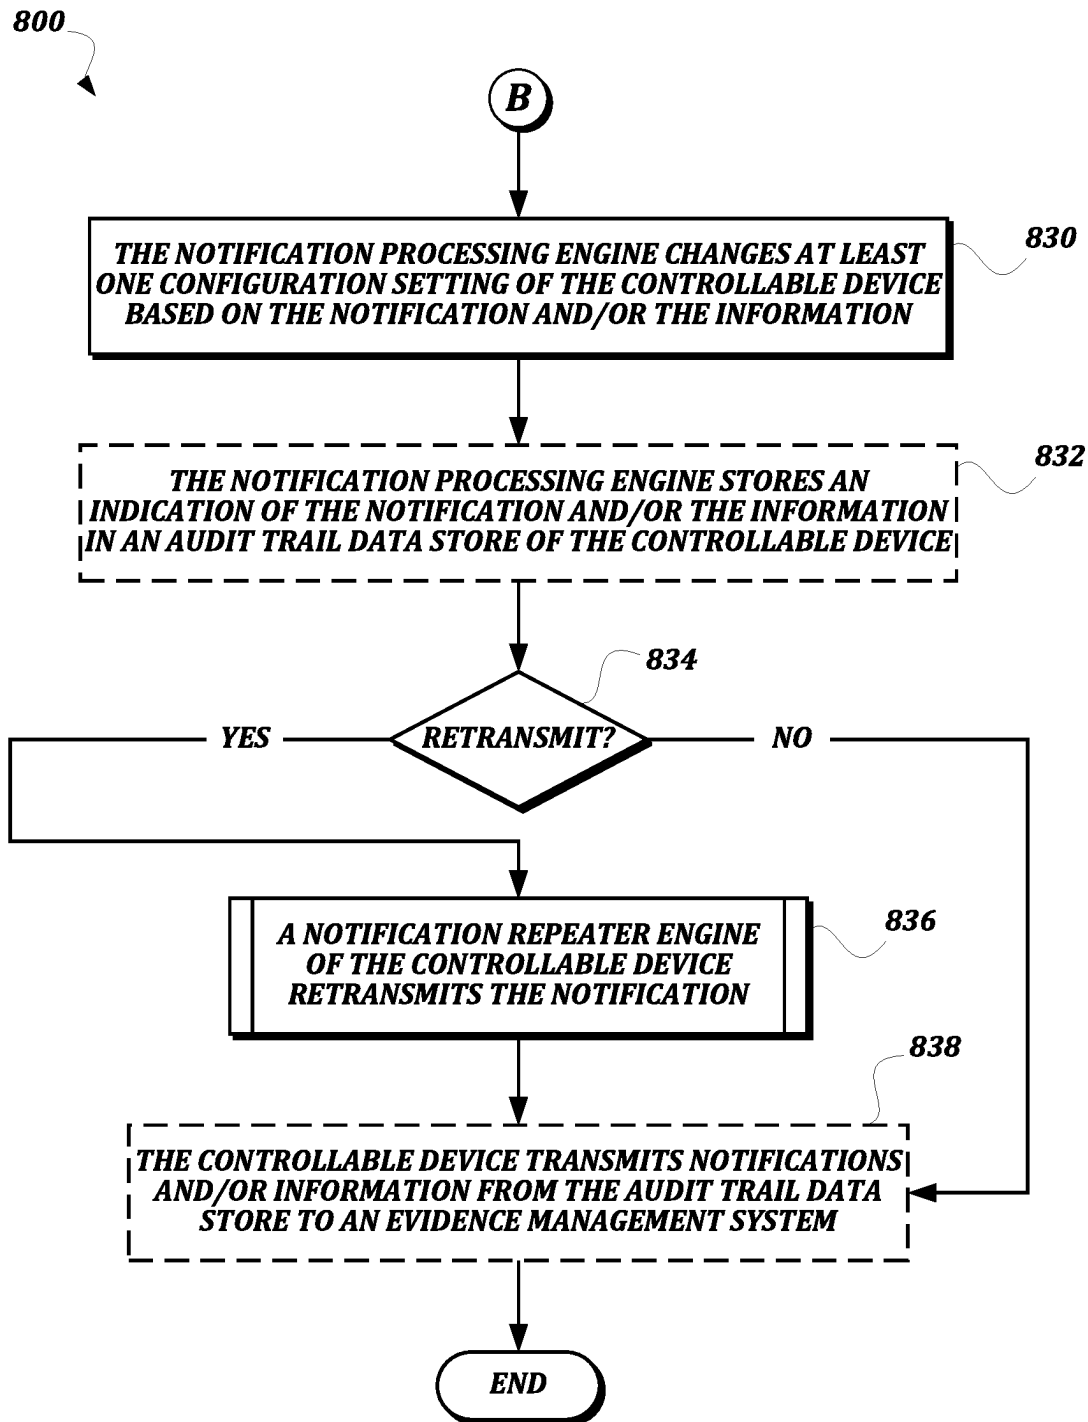 800
B
THE NOTIFICATION PROCESSING ENGINE CHANGES AT LEAST
ONE CONFIGURATION SETTING OF THE CONTROLLABLE DEVICE
BASED ON THE NOTIFICATION AND/OR THE INFORMATION
830
THE NOTIFICATION PROCESSING ENGINE STORES AN
INDICATION OF THE NOTIFICATION AND/OR THE INFORMATION
IN AN AUDIT TRAIL DATA STORE OF THE CONTROLLABLE DEVICE
832
834
YES
RETRANSMIT?
NO
A NOTIFICATION REPEATER ENGINE
OF THE CONTROLLABLE DEVICE
RETRANSMITS THE NOTIFICATION
836
838
THE CONTROLLABLE DEVICE TRANSMITS NOTIFICATIONS
AND/OR INFORMATION FROM THE AUDIT TRAIL DATA
STORE TO AN EVIDENCE MANAGEMENT SYSTEM
END